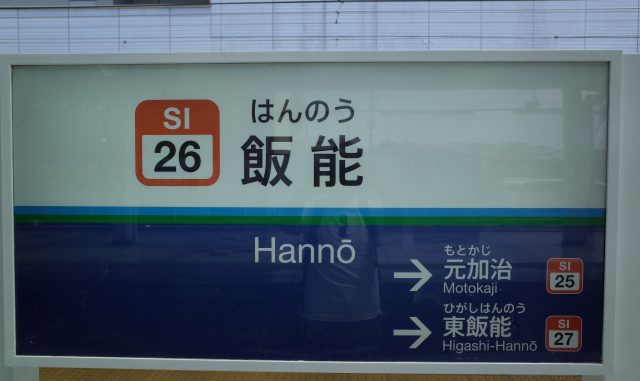 はんのう
SI
26
飯能
Hannō
もとかじ
元加治
Motokaji
SI
25
ひがしはんのう
東飯能
Higashi-Hannō
SI
27